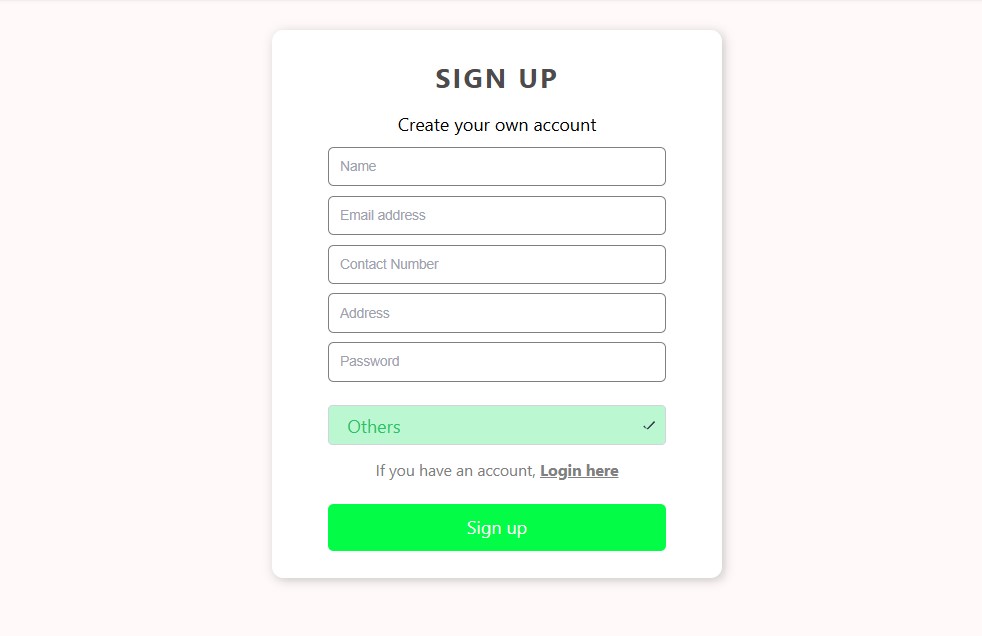 SIGN UP
Create your own account
Name
Email address
Contact Number
Address
Password
Others
If you have an account, Login here
Sign up